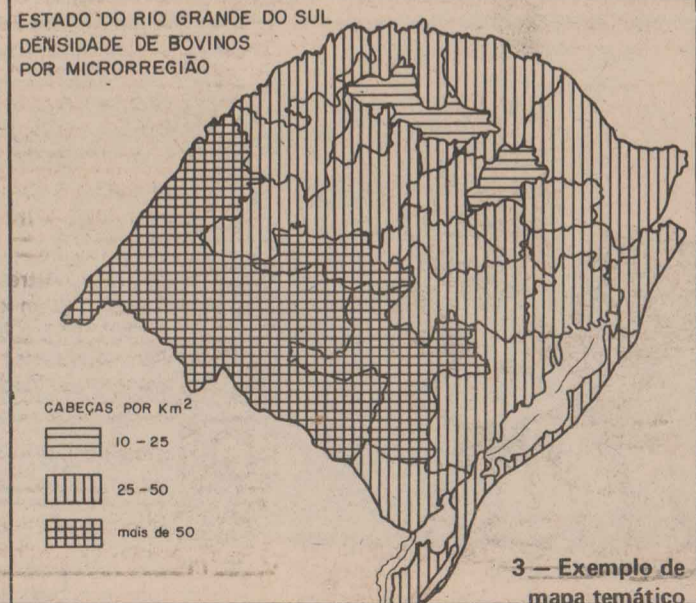 ESTADO DO RIO GRANDE DO SUL
DENSIDADE DE BOVINOS
POR MICRORREGIÃO
CABEÇAS POR Km²
10 - 25
25 - 50
mais de 50
3 — Exemplo de
mapa temático